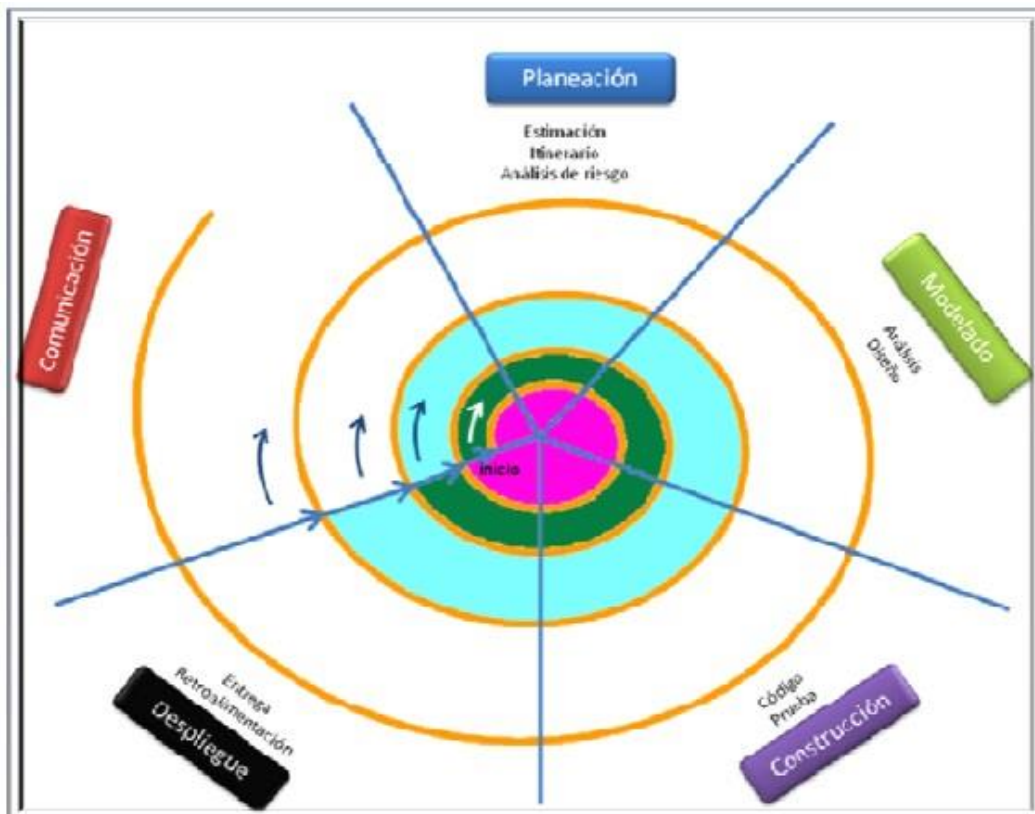 Planeación
Estimación
Itinerario
Análisis de riesgo
Comunicación
Modelado
Análisis
Diseño
inicio
Código
Prueba
Construcción
Entrega
Retroalimentación
Despliegue